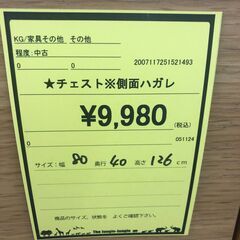 KG/家具その他 その他
程度:中古
2007117251521493
0 0 0
★チェスト※側面ハガレ
¥9,980
(税込)
0 051124
サイズ:幅 80 奥行 40 高さ 126 cm
商品のサイズ、状態を よくご確認下さい。
The jungle-jungle